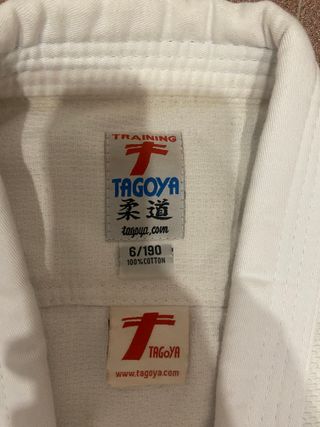 TRAINING
TAGOYA
柔道
tagoya.com
6/190
100%COTTON
TAGOYA
www.tagoya.com